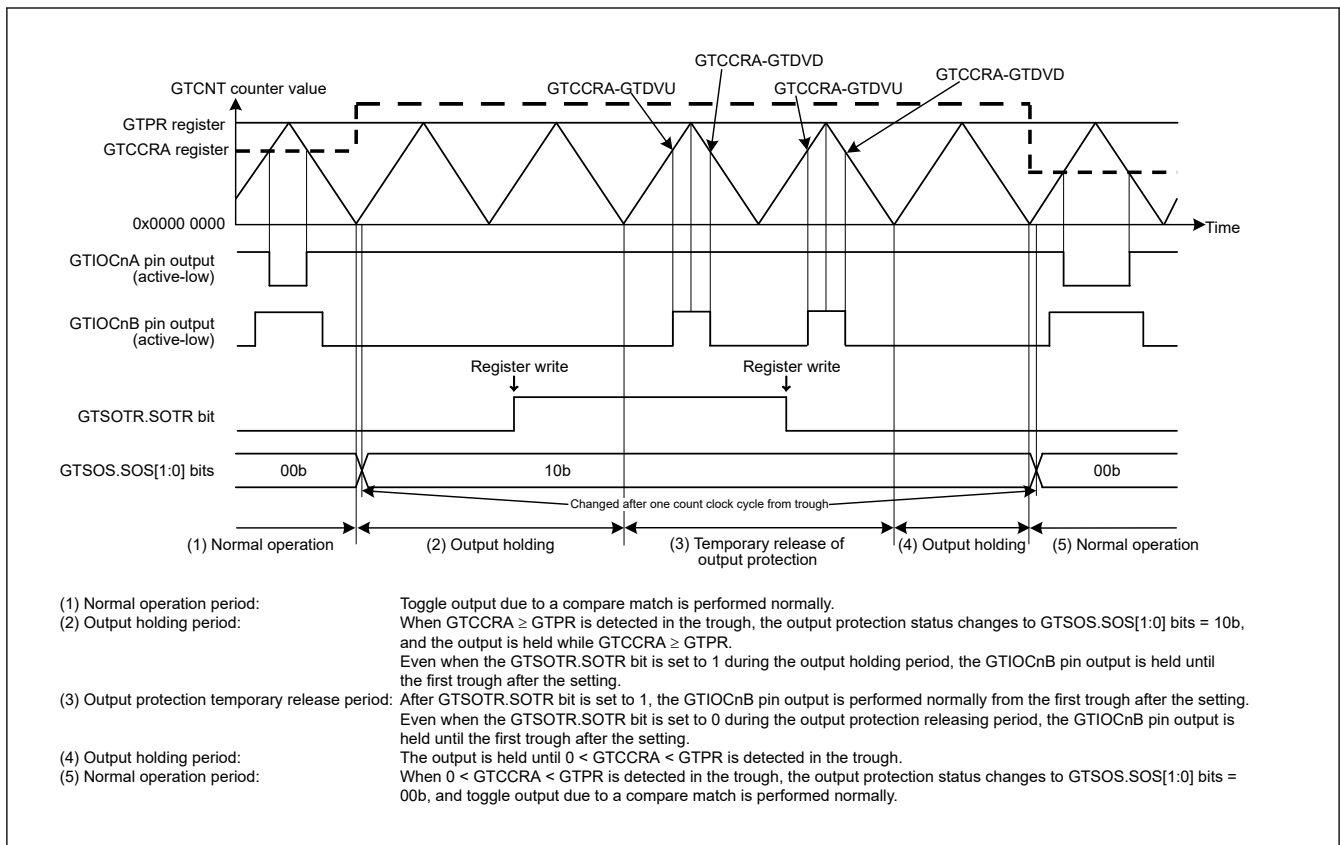 GTCCRA-GTDVD
GTCCRA-GTDVU
GTCCRA-GTDVU
GTCCRA-GTDVD
GTCNT counter value
GTPR register
GTCCRA register
0x0000 0000
Time
GTIOCnA pin output
(active-low)
GTIOCnB pin output
(active-low)
Register write
Register write
GTSOTR.SOTR bit
GTSOS.SOS[1:0] bits
00b
10b
00b
Changed after one count clock cycle from trough
(1) Normal operation
(2) Output holding
(3) Temporary release of
output protection
(4) Output holding
(5) Normal operation
(1) Normal operation period: Toggle output due to a compare match is performed normally.
(2) Output holding period: When GTCCRA ≥ GTPR is detected in the trough, the output protection status changes to GTSOS.SOS[1:0] bits = 10b,
and the output is held while GTCCRA ≥ GTPR.
Even when the GTSOTR.SOTR bit is set to 1 during the output holding period, the GTIOCnB pin output is held until
the first trough after the setting.
(3) Output protection temporary release period: After GTSOTR.SOTR bit is set to 1, the GTIOCnB pin output is performed normally from the first trough after the setting.
Even when the GTSOTR.SOTR bit is set to 0 during the output protection releasing period, the GTIOCnB pin output is
held until the first trough after the setting.
(4) Output holding period: The output is held until 0 < GTCCRA < GTPR is detected in the trough.
(5) Normal operation period: When 0 < GTCCRA < GTPR is detected in the trough, the output protection status changes to GTSOS.SOS[1:0] bits =
00b, and toggle output due to a compare match is performed normally.